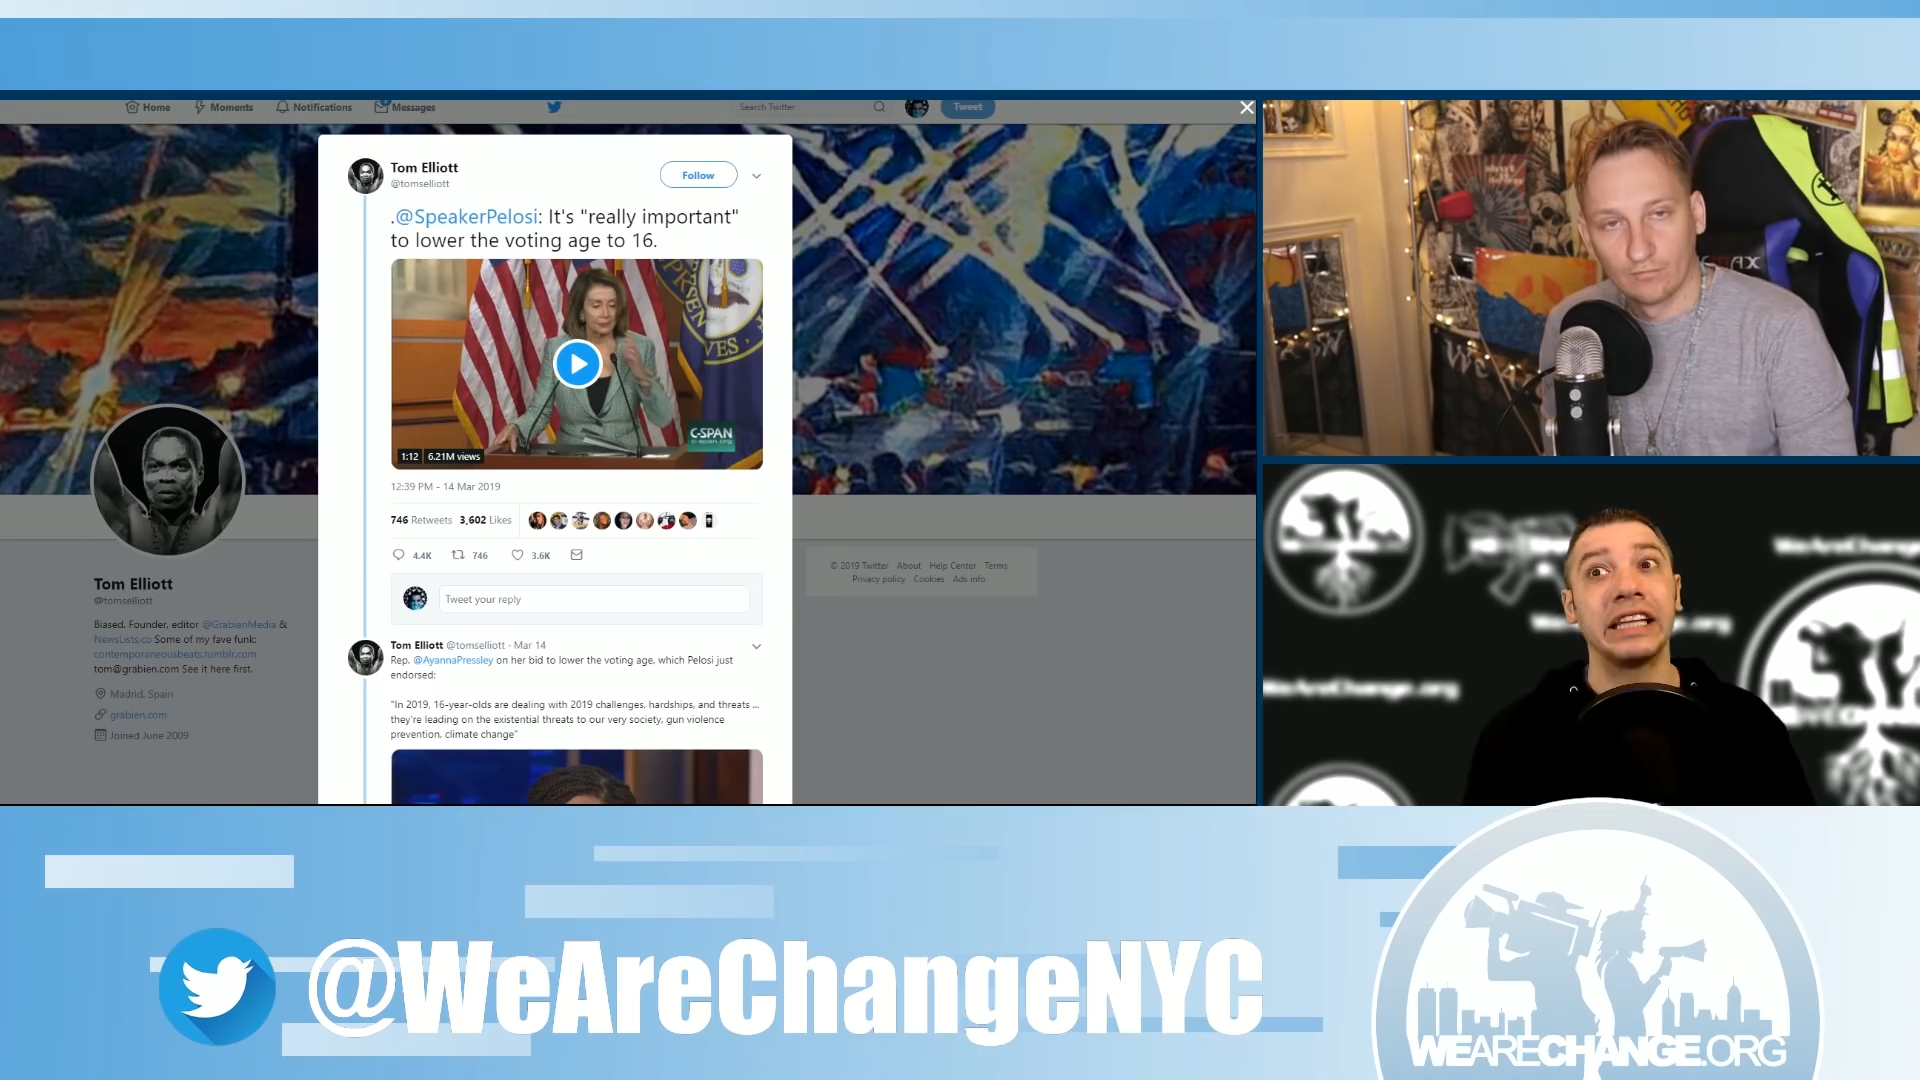 Home
Moments
Notifications
Messages
Search Twitter
Tweet
Tom Elliott
@tomselliott
Follow
.@SpeakerPelosi: It's "really important"
to lower the voting age to 16.
C-SPAN
c-span.org
1:12
6.21M views
12:39 PM - 14 Mar 2019
746 Retweets 3,602 Likes
4.4K
746
3.6K
Tweet your reply
Tom Elliott @tomselliott · Mar 14
Rep. @AyannaPressley on her bid to lower the voting age, which Pelosi just
endorsed:
"In 2019, 16-year-olds are dealing with 2019 challenges, hardships, and threats ...
they're leading on the existential threats to our very society, gun violence
prevention, climate change"
Tom Elliott
@tomselliott
Biased. Founder, editor @GrabienMedia &
NewsLists.co Some of my fave funk:
contemporaneousbeats.tumblr.com
tom@grabien.com See it here first.
Madrid, Spain
grabien.com
Joined June 2009
© 2019 Twitter About Help Center Terms
Privacy policy Cookies Ads info
WeAreChange.org
@WeAreChangeNYC
WEARECHANGE.ORG